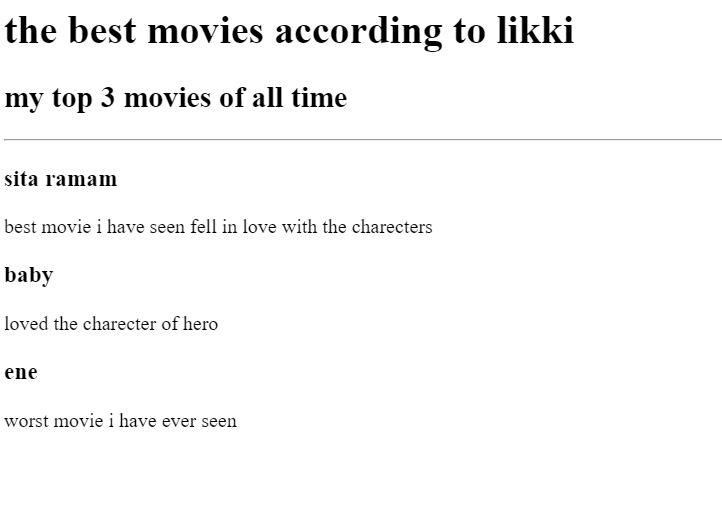 the best movies according to likki
my top 3 movies of all time
sita ramam
best movie i have seen fell in love with the charecters
baby
loved the charecter of hero
ene
worst movie i have ever seen